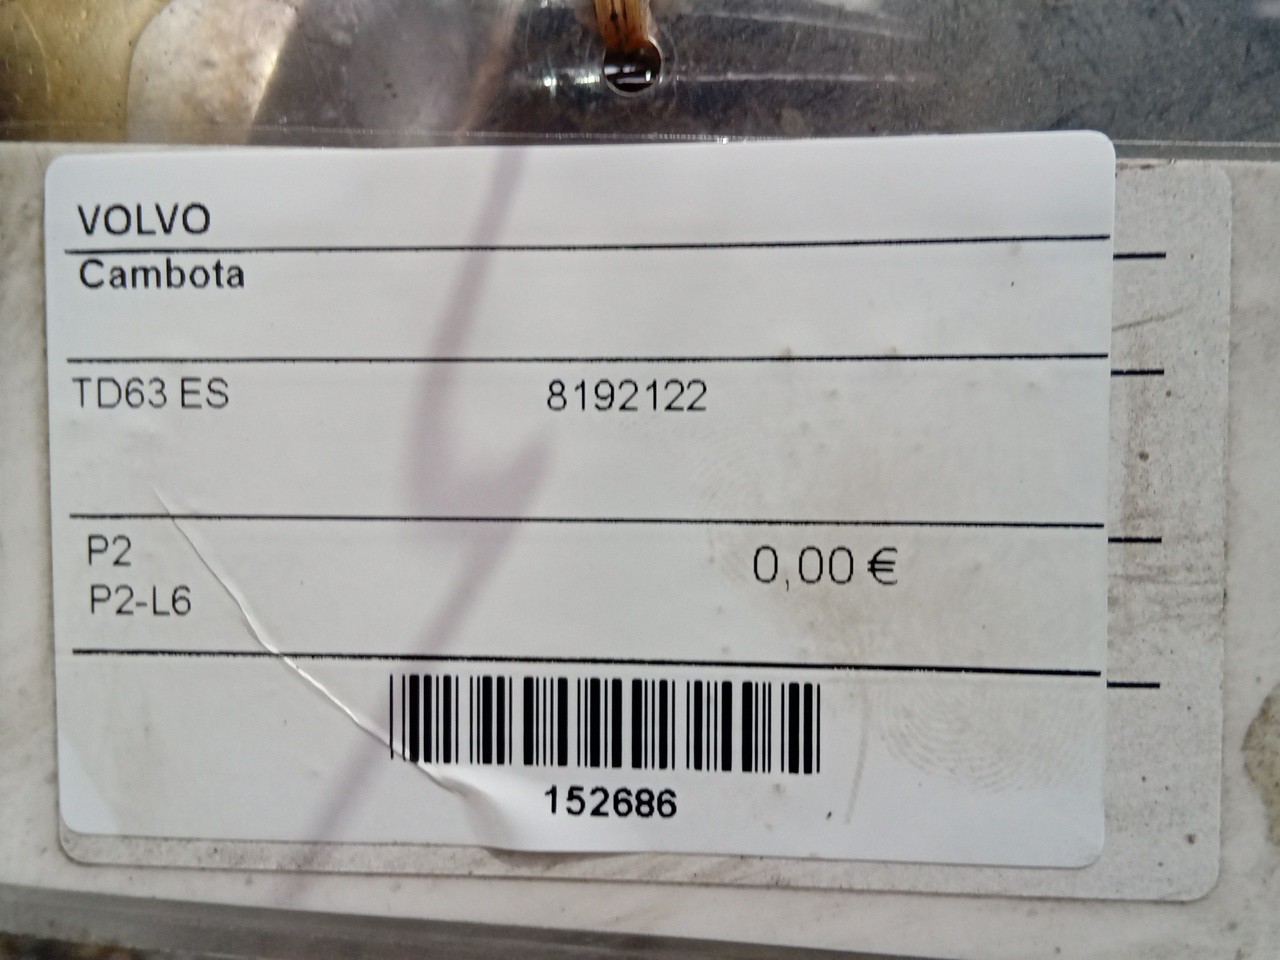 VOLVO
Cambota
TD63 ES 8192122
P2 0,00 €
P2-L6
152686